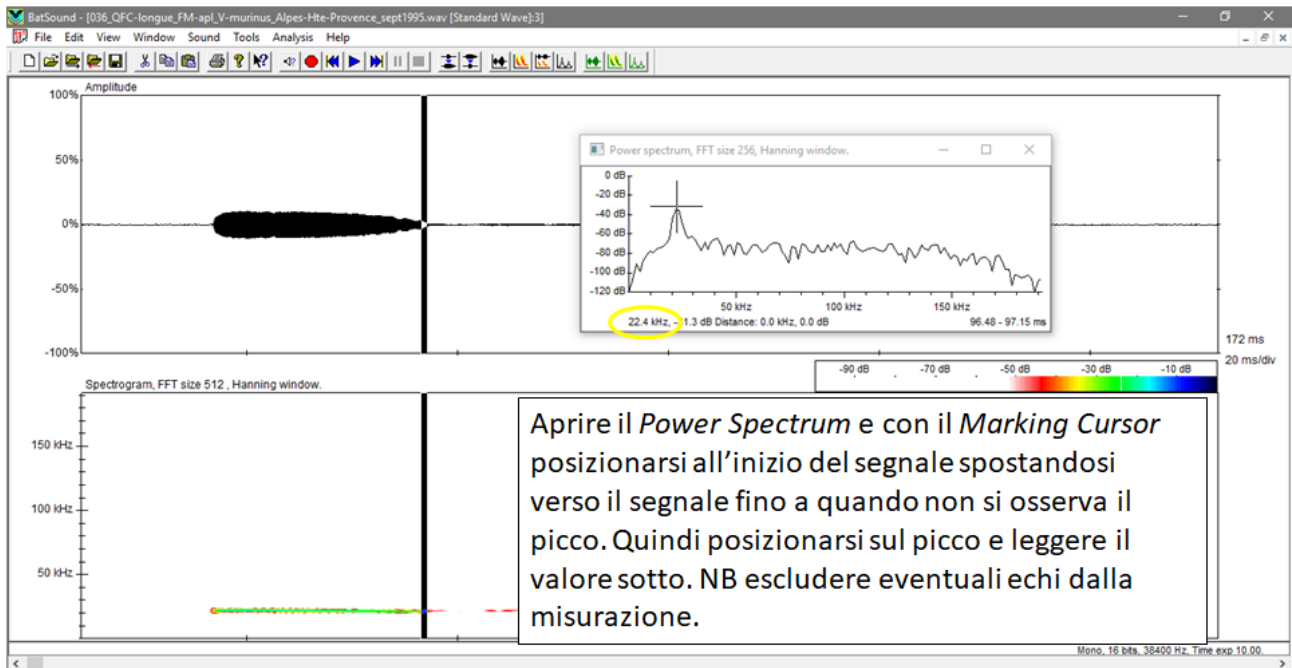 BatSound - [036_QFC-longue_FM-apl_V-murinus_Alpes-Hte-Provence_sept1995.wav [Standard Wave]:3]
File Edit View Window Sound Tools Analysis Help
Amplitude
100%
50%
0%
-50%
-100%
Power spectrum, FFT size 256, Hanning window.
0 dB
-20 dB
-40 dB
-60 dB
-80 dB
-100 dB
-120 dB
50 kHz 100 kHz 150 kHz
22.4 kHz, - 1.3 dB Distance: 0.0 kHz, 0.0 dB 96.48 - 97.15 ms
172 ms
20 ms/div
-90 dB -70 dB -50 dB -30 dB -10 dB
Spectrogram, FFT size 512 , Hanning window.
150 kHz
100 kHz
50 kHz
Aprire il Power Spectrum e con il Marking Cursor
posizionarsi all’inizio del segnale spostandosi
verso il segnale fino a quando non si osserva il
picco. Quindi posizionarsi sul picco e leggere il
valore sotto. NB escludere eventuali echi dalla
misurazione.
Mono, 16 bits, 38400 Hz, Time exp 10.00.